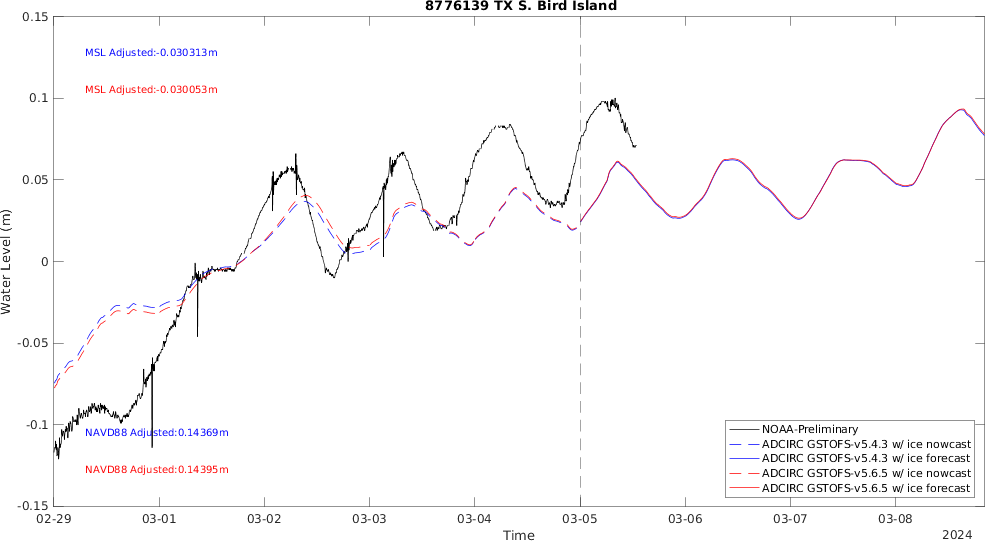 8776139 TX S. Bird Island
0.15
MSL Adjusted:-0.030313m
MSL Adjusted:-0.030053m
0.1
0.05
Water Level (m)
0
-0.05
-0.1
NAVD88 Adjusted:0.14369m
NAVD88 Adjusted:0.14395m
-0.15
NOAA-Preliminary
ADCIRC GSTOFS-v5.4.3 w/ ice nowcast
ADCIRC GSTOFS-v5.4.3 w/ ice forecast
ADCIRC GSTOFS-v5.6.5 w/ ice nowcast
ADCIRC GSTOFS-v5.6.5 w/ ice forecast
02-29 03-01 03-02 03-03 03-04 03-05 03-06 03-07 03-08
Time
2024